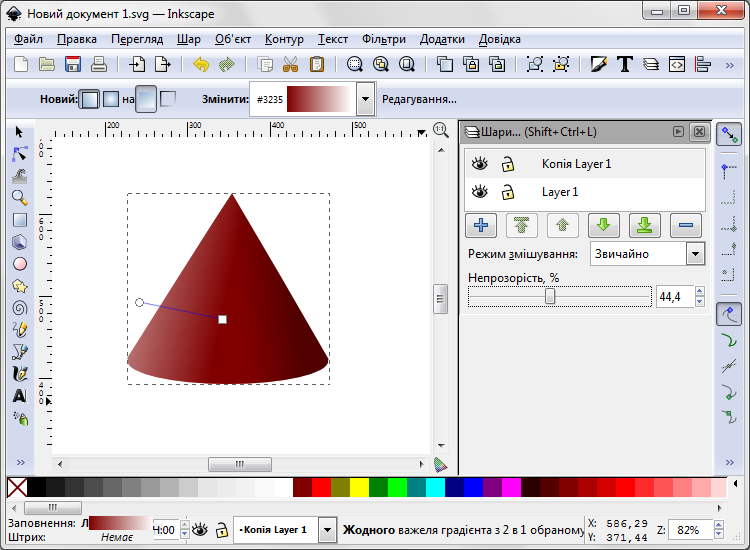 Новий документ 1.svg — Inkscape
Файл Правка Перегляд Шар Об'єкт Контур Текст Фільтри Додатки Довідка
Новий: на Змінити: #3235 Редагування...
200 300 400 500
Шари... (Shift+Ctrl+L)
Копія Layer 1
Layer 1
Режим змішування: Звичайно
Непрозорість, %
44,4
600
500
400
Заповнення: Л
Штрих: Немає
Н:00
•Копія Layer 1
Жодного важеля градієнта з 2 в 1 обраному
X: 586,29
Y: 371,44
Z: 82%